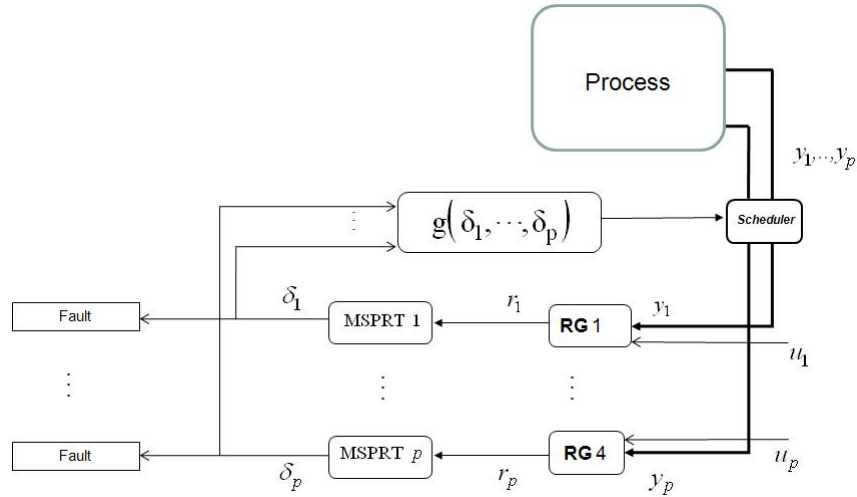 Process
y₁,..,yₚ
g(δ₁,⋯,δₚ)
Scheduler
Fault
δ₁
MSPRT 1
r₁
RG 1
y₁
u₁
Fault
δₚ
MSPRT p
rₚ
RG 4
yₚ
uₚ